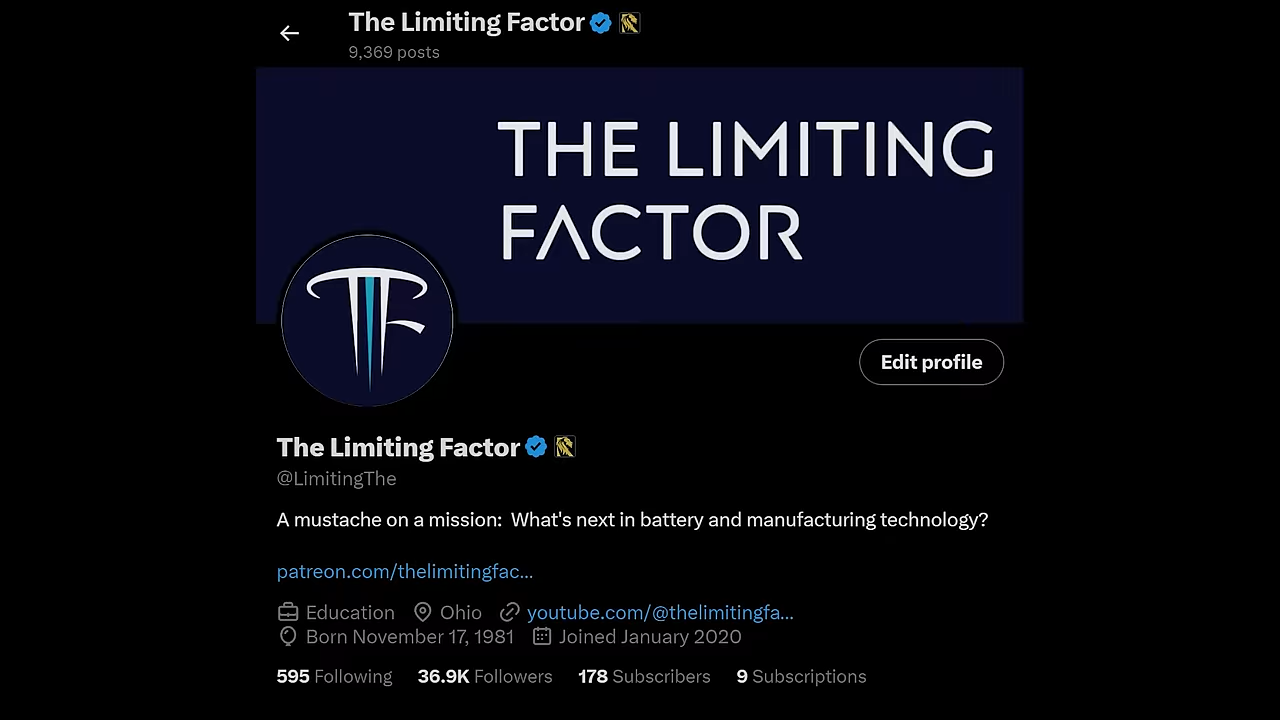 The Limiting Factor
9,369 posts
THE LIMITING
FACTOR
TF
Edit profile
The Limiting Factor
@LimitingThe
A mustache on a mission:  What's next in battery and manufacturing technology?
patreon.com/thelimitingfac...
Education Ohio youtube.com/@thelimitingfa...
Born November 17, 1981 Joined January 2020
595 Following 36.9K Followers 178 Subscribers 9 Subscriptions